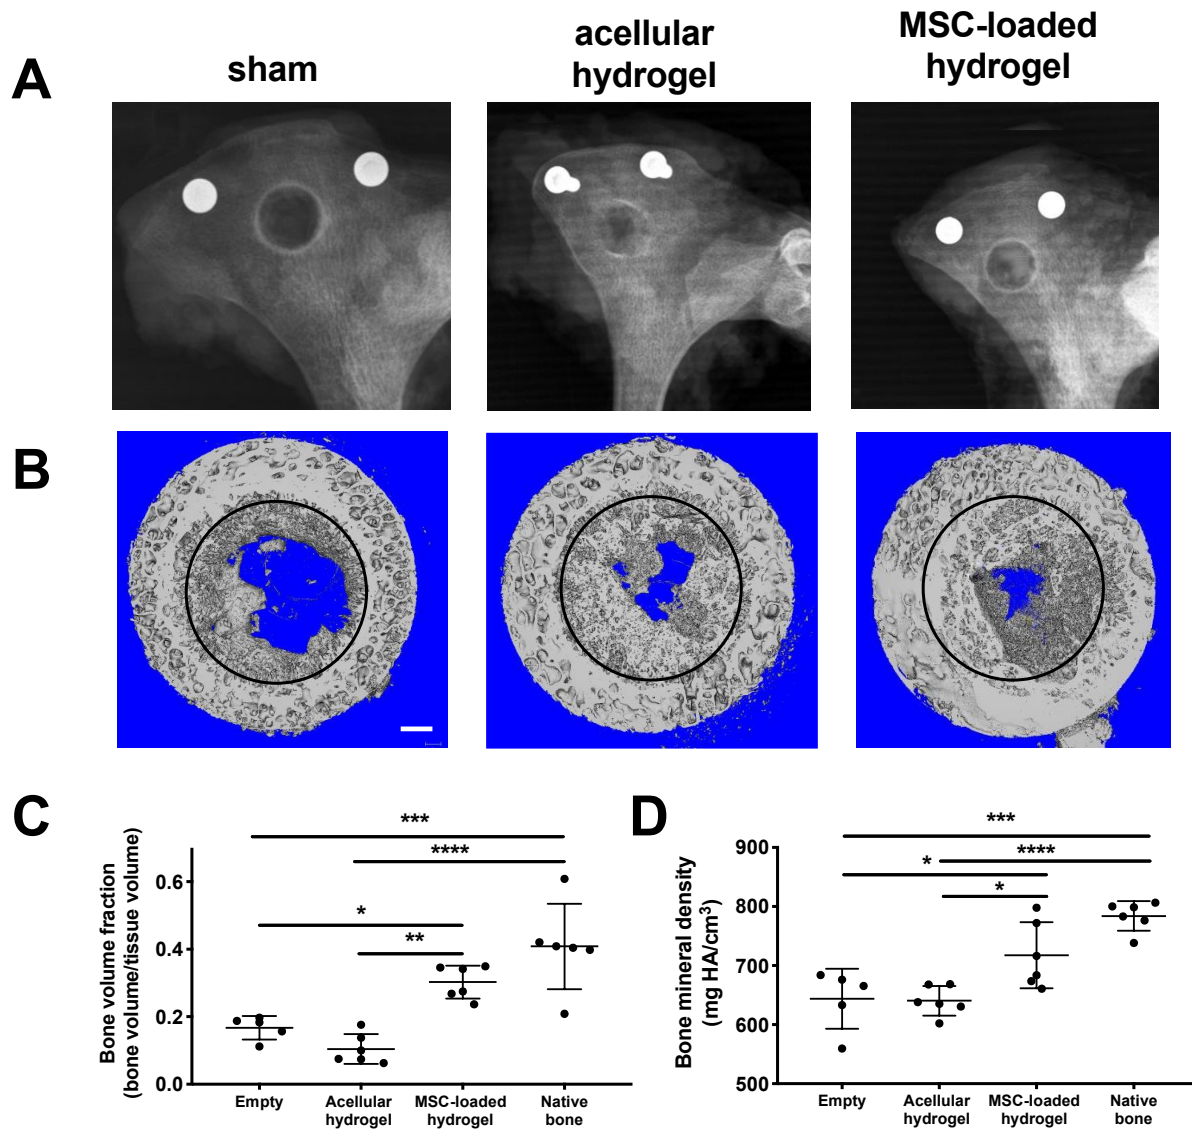 A
sham
acellular
hydrogel
MSC-loaded
hydrogel
B
C
Bone volume fraction
(bone volume/tissue volume)
0.6
0.4
0.2
0.0
***
****
*
**
Empty
Acellular
hydrogel
MSC-loaded
hydrogel
Native
bone
D
Bone mineral density
(mg HA/cm³)
900
800
700
600
500
***
****
*
*
Empty
Acellular
hydrogel
MSC-loaded
hydrogel
Native
bone